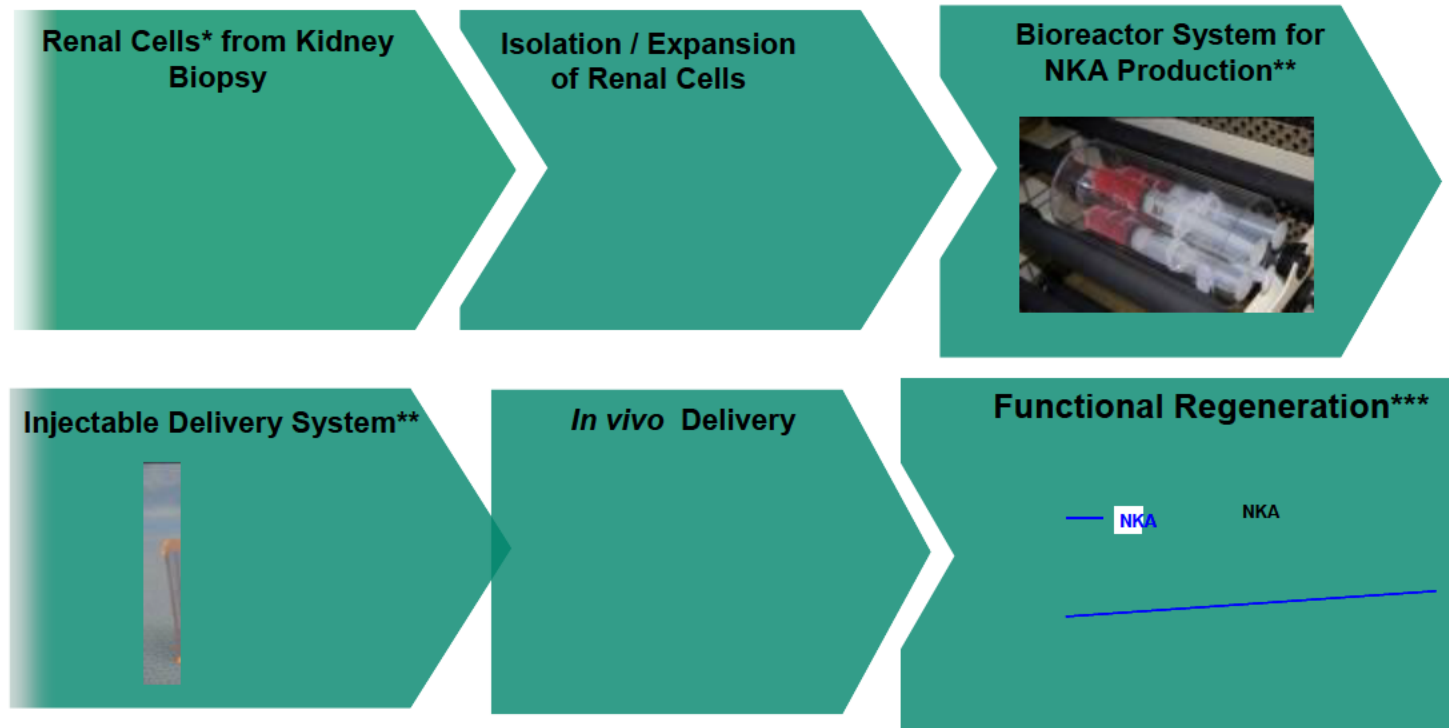 Renal Cells* from Kidney
Biopsy
Isolation / Expansion
of Renal Cells
Bioreactor System for
NKA Production**
Injectable Delivery System**
In vivo Delivery
Functional Regeneration***
NKA
NKA